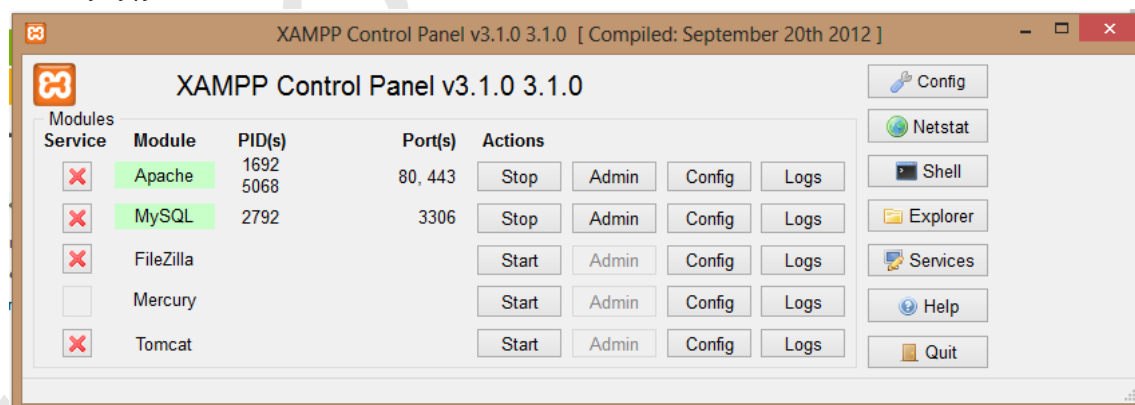 XAMPP Control Panel v3.1.0 3.1.0 [ Compiled: September 20th 2012 ]
XAMPP Control Panel v3.1.0 3.1.0
Config
Modules
Netstat
Service Module PID(s) Port(s) Actions
Apache 1692 5068 80, 443 Stop Admin Config Logs
Shell
MySQL 2792 3306 Stop Admin Config Logs
Explorer
FileZilla Start Admin Config Logs
Services
Mercury Start Admin Config Logs
Help
Tomcat Start Admin Config Logs
Quit